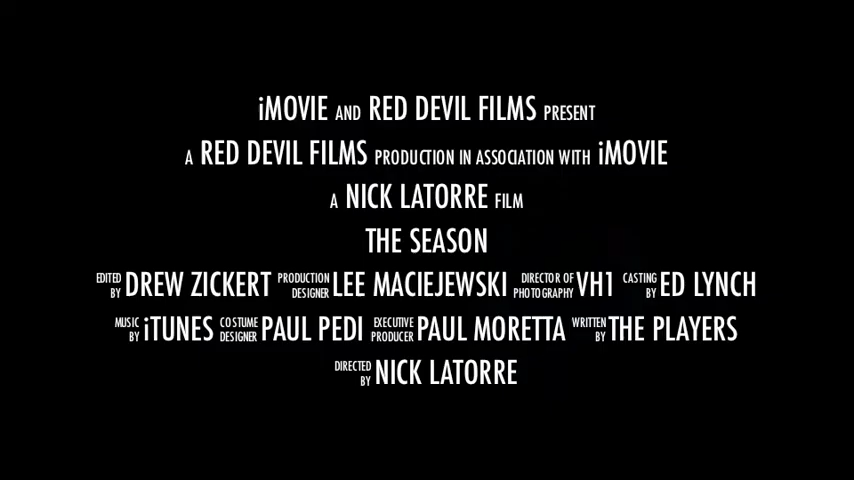 iMOVIE AND RED DEVIL FILMS PRESENT
A RED DEVIL FILMS PRODUCTION IN ASSOCIATION WITH iMOVIE
A NICK LATORRE FILM
THE SEASON
EDITED BY DREW ZICKERT PRODUCTION DESIGNER LEE MACIEJEWSKI DIRECTOR OF PHOTOGRAPHY VH1 CASTING BY ED LYNCH
MUSIC BY iTUNES COSTUME DESIGNER PAUL PEDI EXECUTIVE PRODUCER PAUL MORETTA WRITTEN BY THE PLAYERS
DIRECTED BY NICK LATORRE